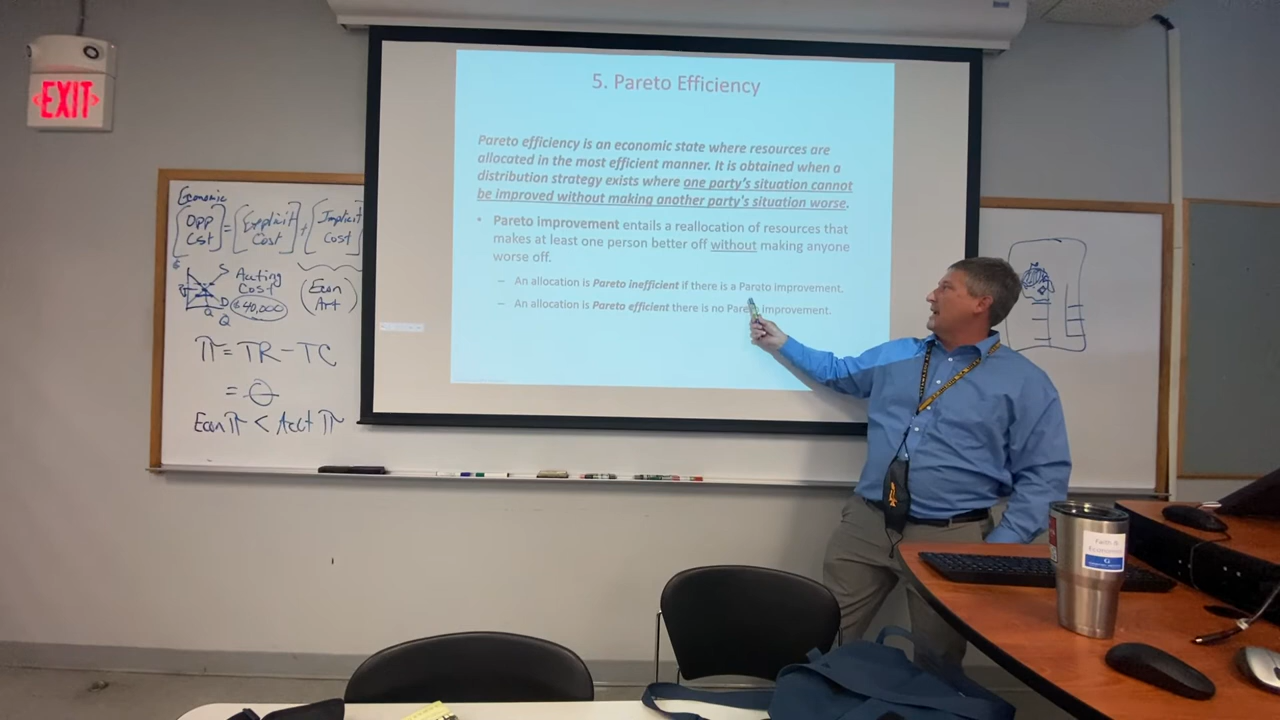 EXIT
5. Pareto Efficiency
Pareto efficiency is an economic state where resources are
allocated in the most efficient manner. It is obtained when a
distribution strategy exists where one party's situation cannot
be improved without making another party's situation worse.
• Pareto improvement entails a reallocation of resources that
makes at least one person better off without making anyone
worse off.
– An allocation is Pareto inefficient if there is a Pareto improvement.
– An allocation is Pareto efficient there is no Pareto improvement.
Economic
[Opp Cst] = [Explicit Cost] + [Implicit Cost]
S
D
Q
Q
Acting
Cost
$40,000
(Econ
Art)
π = TR - TC
= ⊖
Econ π < Acct π
Faith &
Economics
G